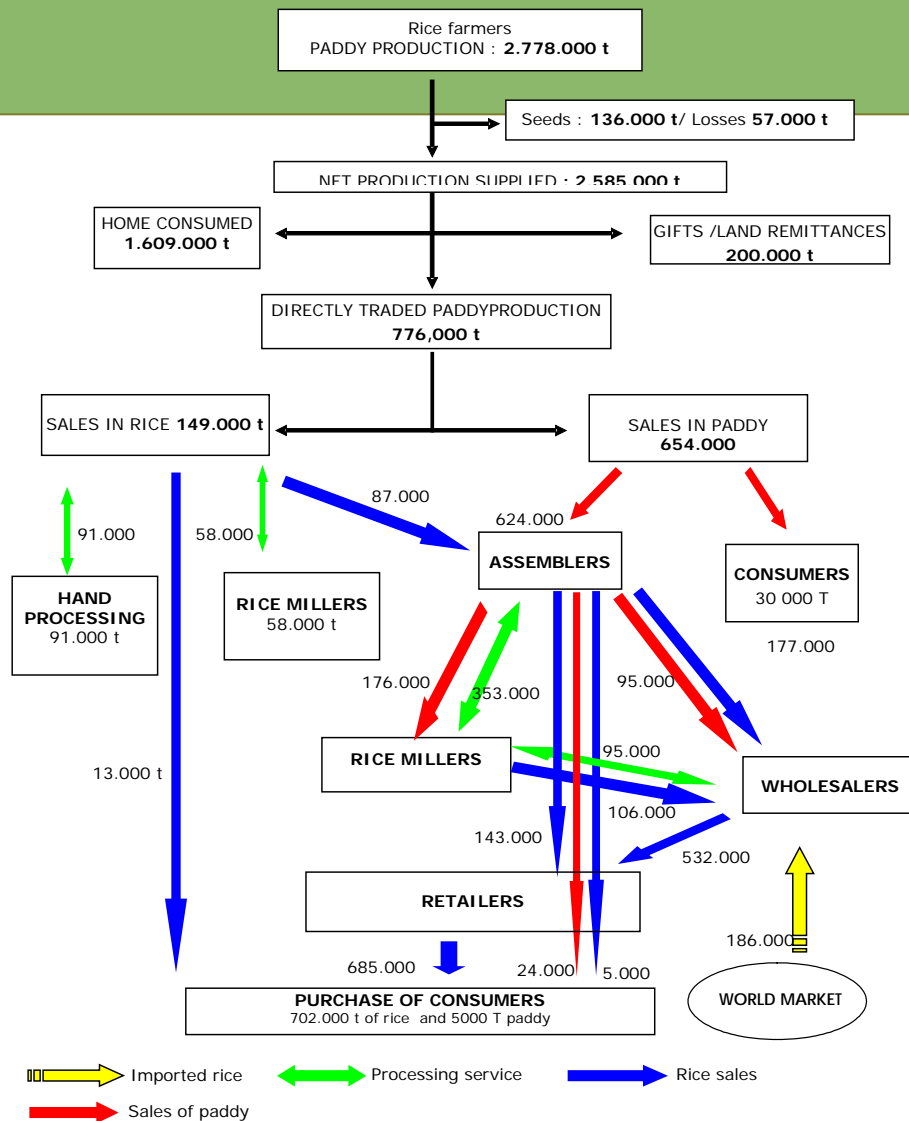 Rice farmers
PADDY PRODUCTION : 2.778.000 t
Seeds : 136.000 t/ Losses 57.000 t
NET PRODUCTION SUPPLIED : 2.585.000 t
HOME CONSUMED
1.609.000 t
GIFTS /LAND REMITTANCES
200.000 t
DIRECTLY TRADED PADDYPRODUCTION
776,000 t
SALES IN RICE 149.000 t
SALES IN PADDY
654.000
87.000
624.000
91.000
58.000
ASSEMBLERS
CONSUMERS
30 000 T
HAND
PROCESSING
91.000 t
RICE MILLERS
58.000 t
177.000
176.000
353.000
95.000
RICE MILLERS
95.000
13.000 t
WHOLESALERS
106.000
143.000
532.000
RETAILERS
186.000
685.000
24.000
5.000
PURCHASE OF CONSUMERS
702.000 t of rice and 5000 T paddy
WORLD MARKET
Imported rice
Processing service
Rice sales
Sales of paddy